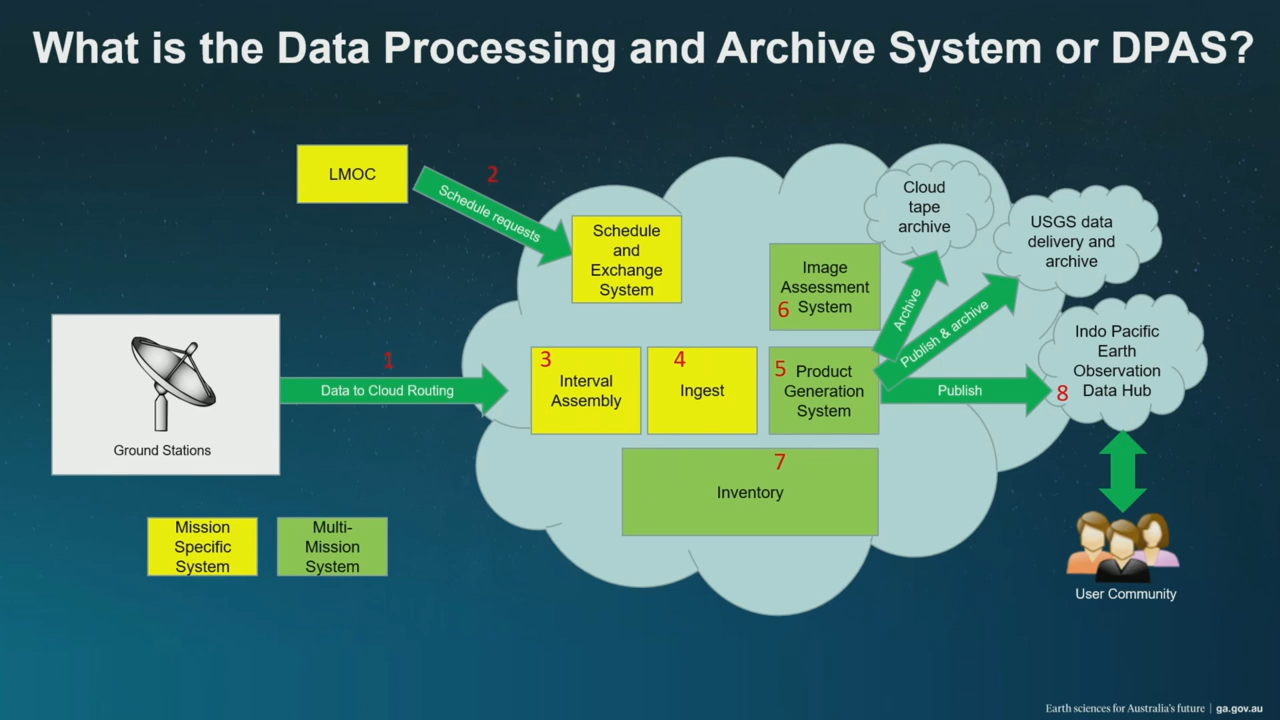 What is the Data Processing and Archive System or DPAS?
LMOC
2
Schedule requests
Schedule
and
Exchange
System
Cloud
tape
archive
USGS data
delivery and
archive
Image
Assessment
6 System
Archive
Publish & archive
Indo Pacific
Earth
Observation
8 Data Hub
Ground Stations
1
Data to Cloud Routing
3
Interval
Assembly
4
Ingest
5 Product
Generation
System
Publish
7
Inventory
Mission
Specific
System
Multi-
Mission
System
User Community
Earth sciences for Australia's future | ga.gov.au